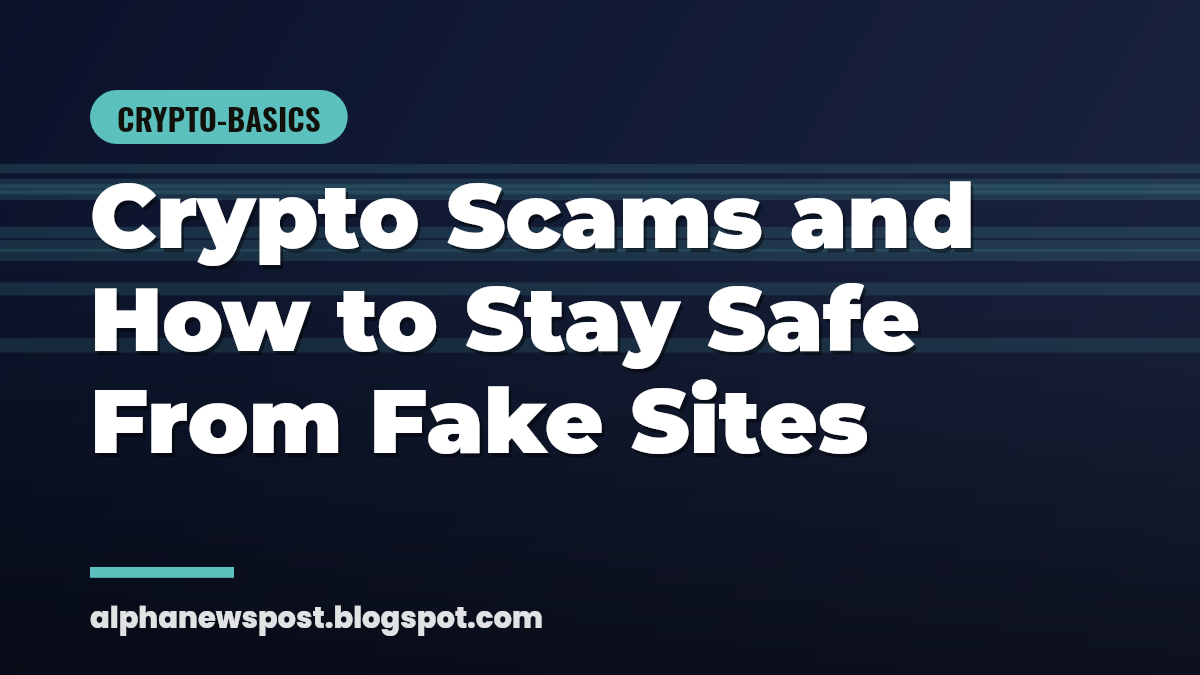 CRYPTO-BASICS
Crypto Scams and
How to Stay Safe
From Fake Sites
alphanewspost.blogspot.com